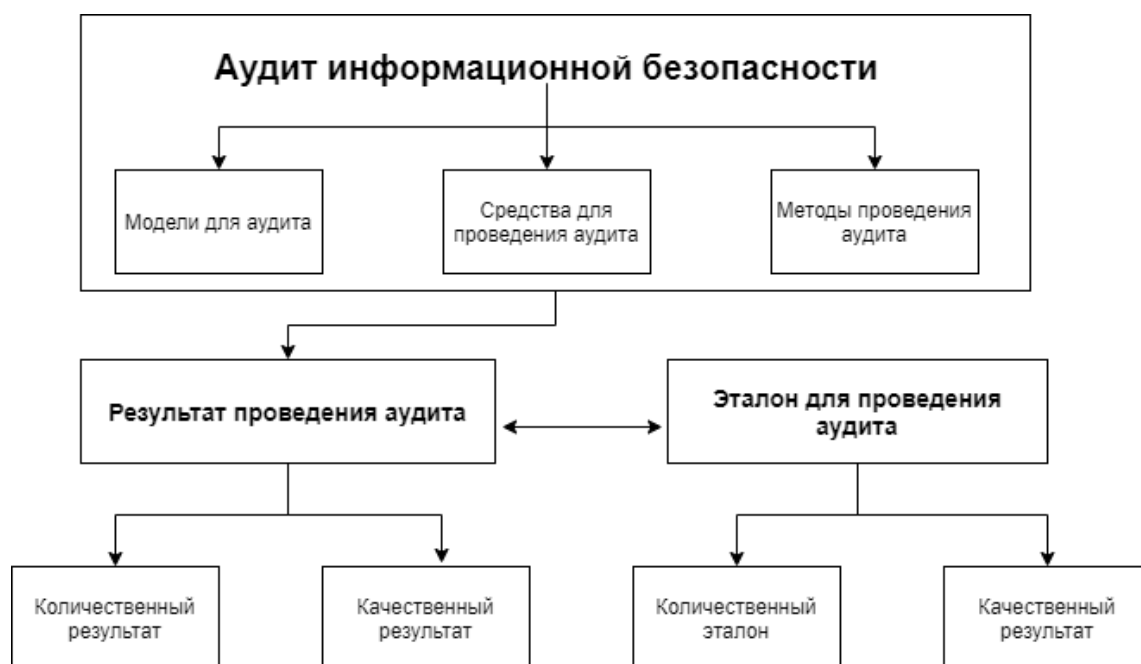 Аудит информационной безопасности
Модели для аудита
Средства для
проведения аудита
Методы проведения
аудита
Результат проведения аудита
Эталон для проведения
аудита
Количественный
результат
Качественный
результат
Количественный
эталон
Качественный
результат